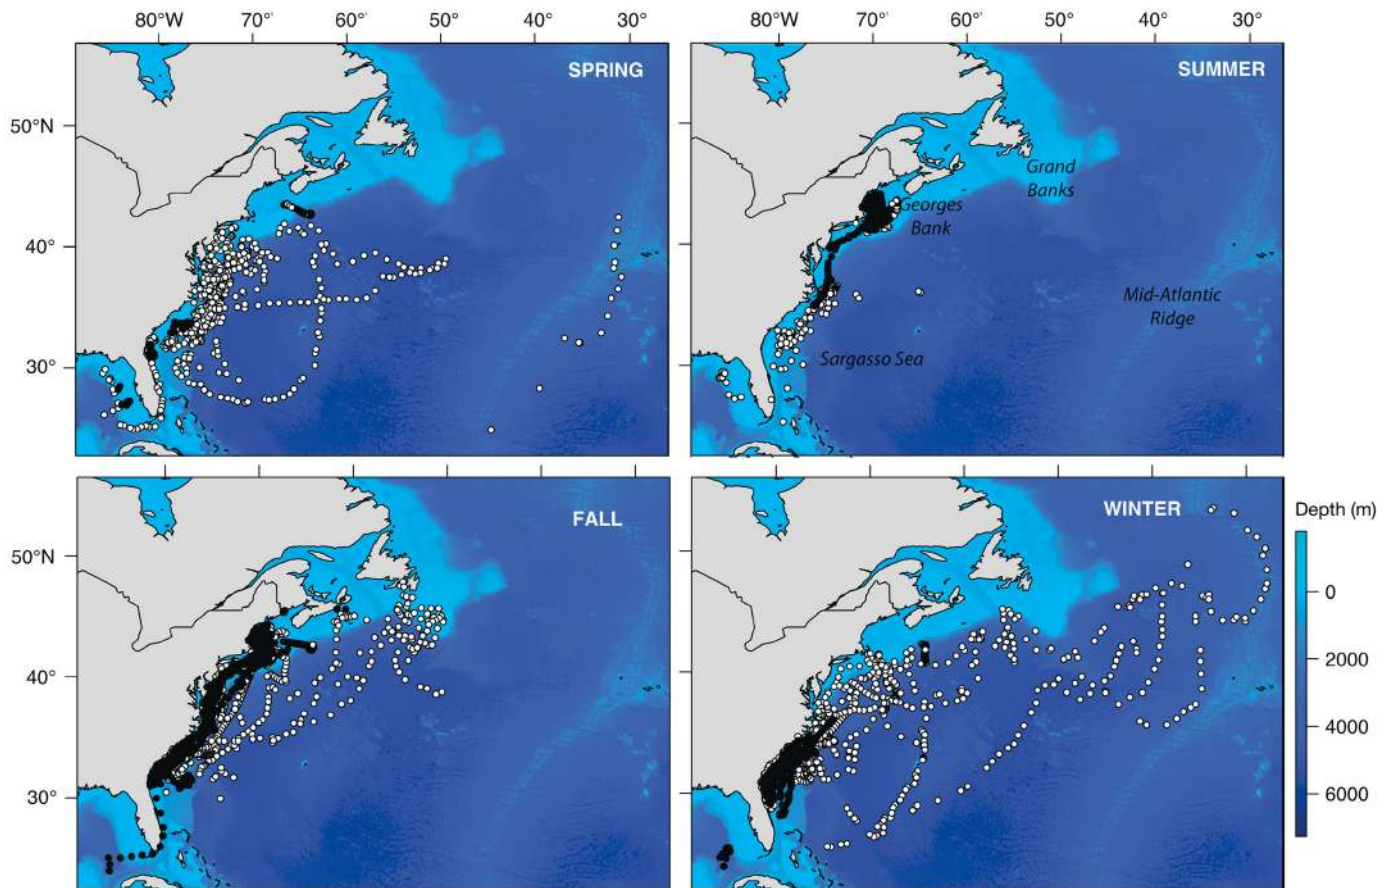 80°W 70° 60° 50° 40° 30° 80°W 70° 60° 50° 40° 30°
SPRING
SUMMER
50°N
Grand
Banks
Georges
Bank
40°
Mid-Atlantic
Ridge
Sargasso Sea
30°
FALL
WINTER
Depth (m)
50°N
0
40°
2000
4000
30°
6000